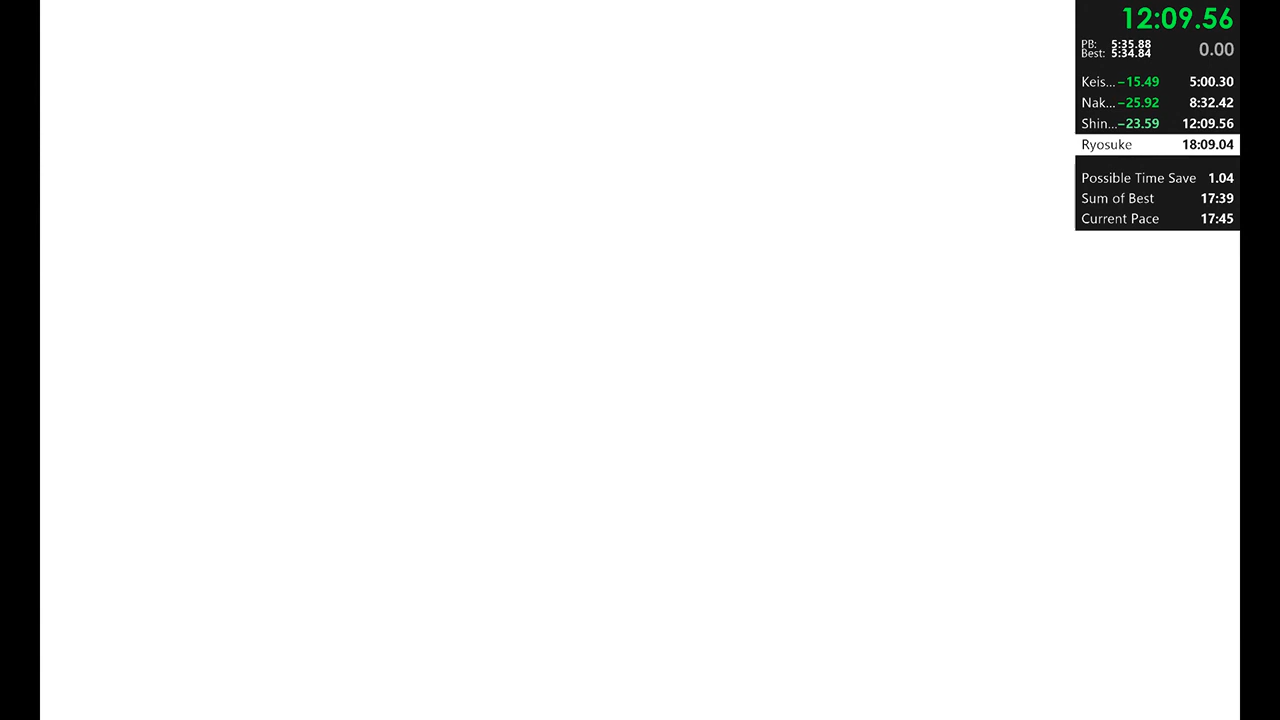 12:09.56
PB: 5:35.88
Best: 5:34.84
0.00
Keis... −15.49 5:00.30
Nak... −25.92 8:32.42
Shin... −23.59 12:09.56
Ryosuke 18:09.04
Possible Time Save 1.04
Sum of Best 17:39
Current Pace 17:45